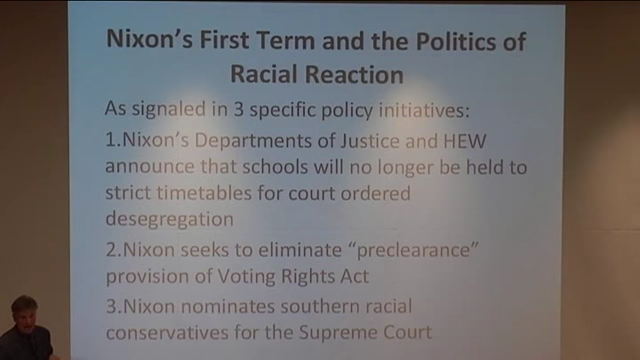 Nixon's First Term and the Politics of
Racial Reaction
As signaled in 3 specific policy initiatives:
1.Nixon's Departments of Justice and HEW
announce that schools will no longer be held to
strict timetables for court ordered
desegregation
2.Nixon seeks to eliminate "preclearance"
provision of Voting Rights Act
3.Nixon nominates southern racial
conservatives for the Supreme Court